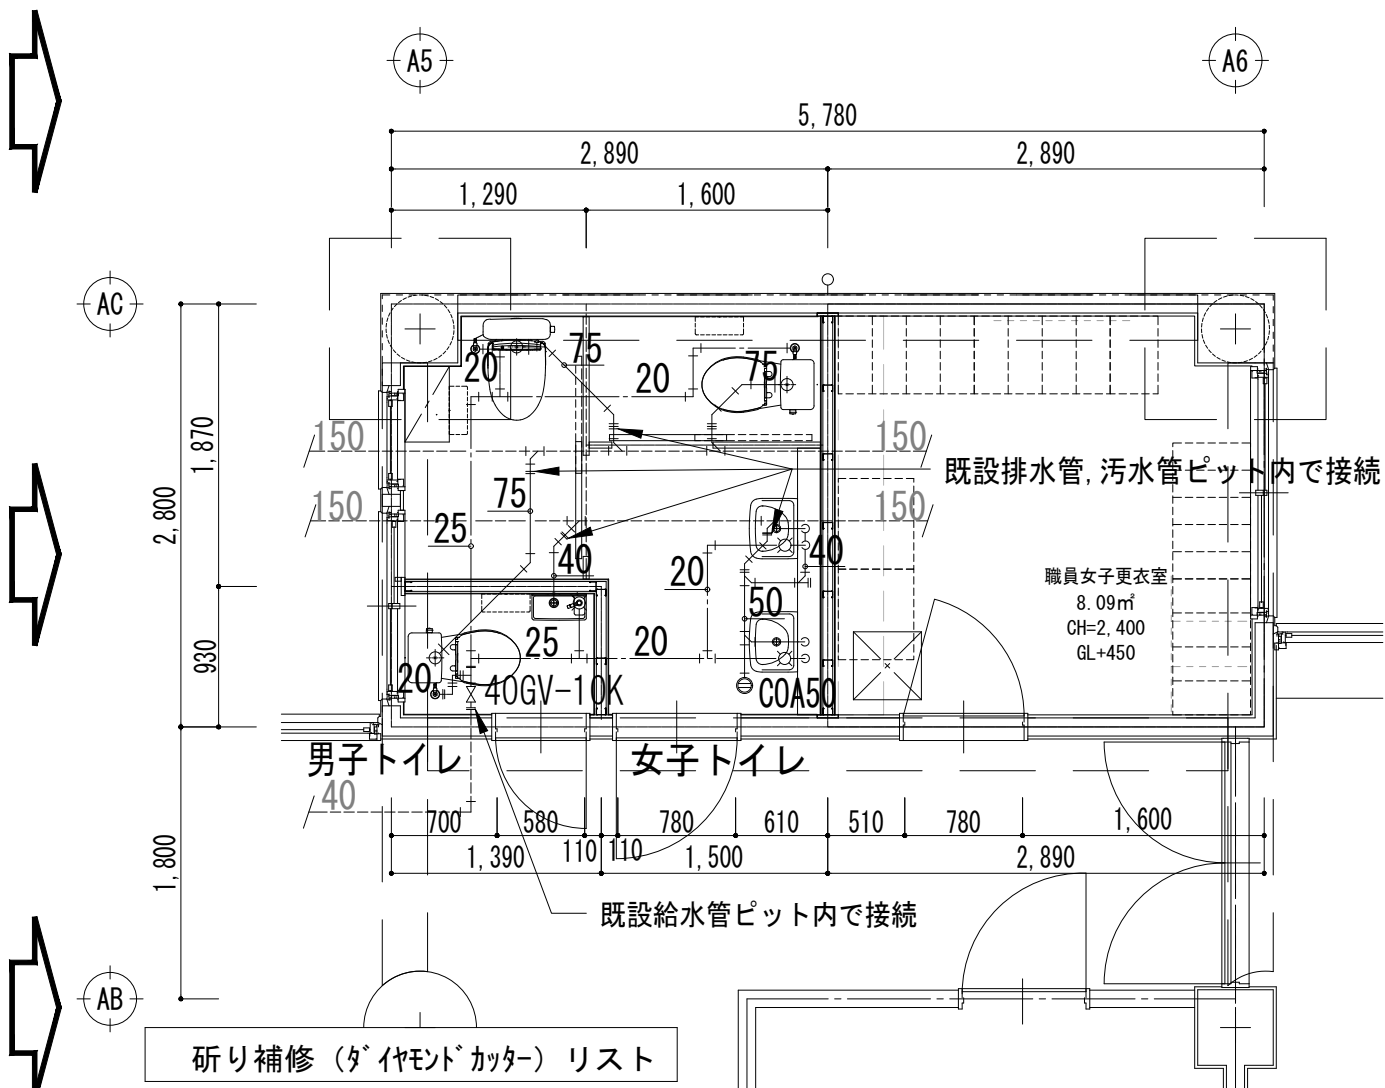 A5
A6
5,780
2,890
2,890
1,290
1,600
AC
75
20
20
75
150
150
既設排水管,汚水管ピット内で接続
1,870
2,800
75
150
150
25
40
40
20
職員女子更衣室
8.09㎡
CH=2,400
GL+450
50
930
25
20
20
40GV-10K
COA50
男子トイレ
女子トイレ
40
700
580
780
610
510
780
1,600
110
110
1,390
1,500
2,890
1,800
既設給水管ピット内で接続
AB
斫り補修(ダイヤモンドカッター)リスト